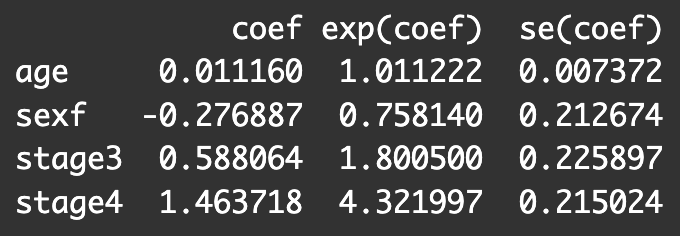 coef exp(coef) se(coef)
age 0.011160 1.011222 0.007372
sexf -0.276887 0.758140 0.212674
stage3 0.588064 1.800500 0.225897
stage4 1.463718 4.321997 0.215024